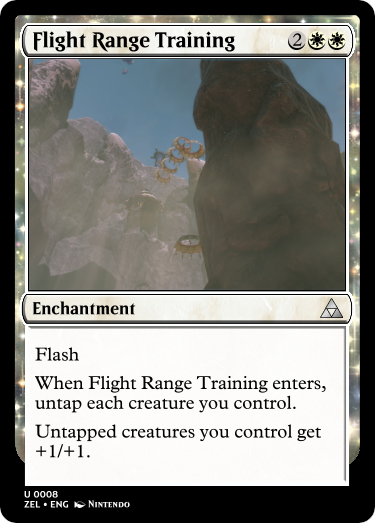 Flight Range Training 2
Enchantment
Flash
When Flight Range Training enters,
untap each creature you control.
Untapped creatures you control get
+1/+1.
U 0008
ZEL • ENG Nintendo